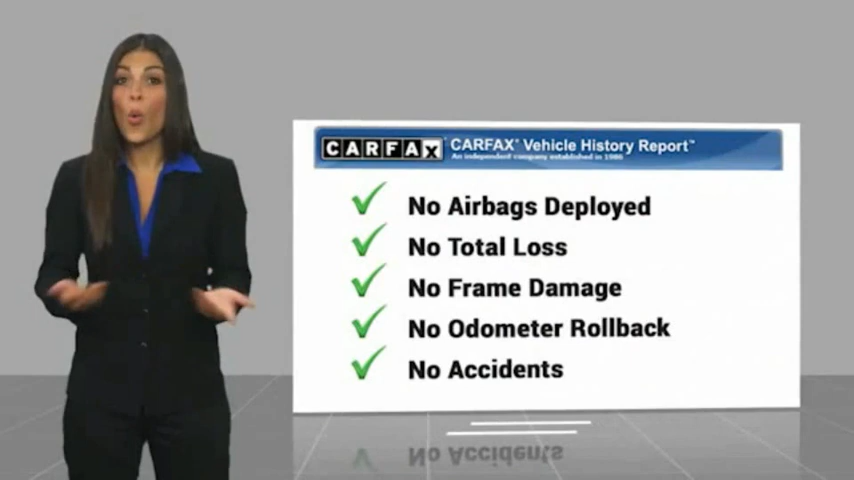 CARFAX CARFAX® Vehicle History Report™
An independent company established in 1986
No Airbags Deployed
No Total Loss
No Frame Damage
No Odometer Rollback
No Accidents
No Accidents